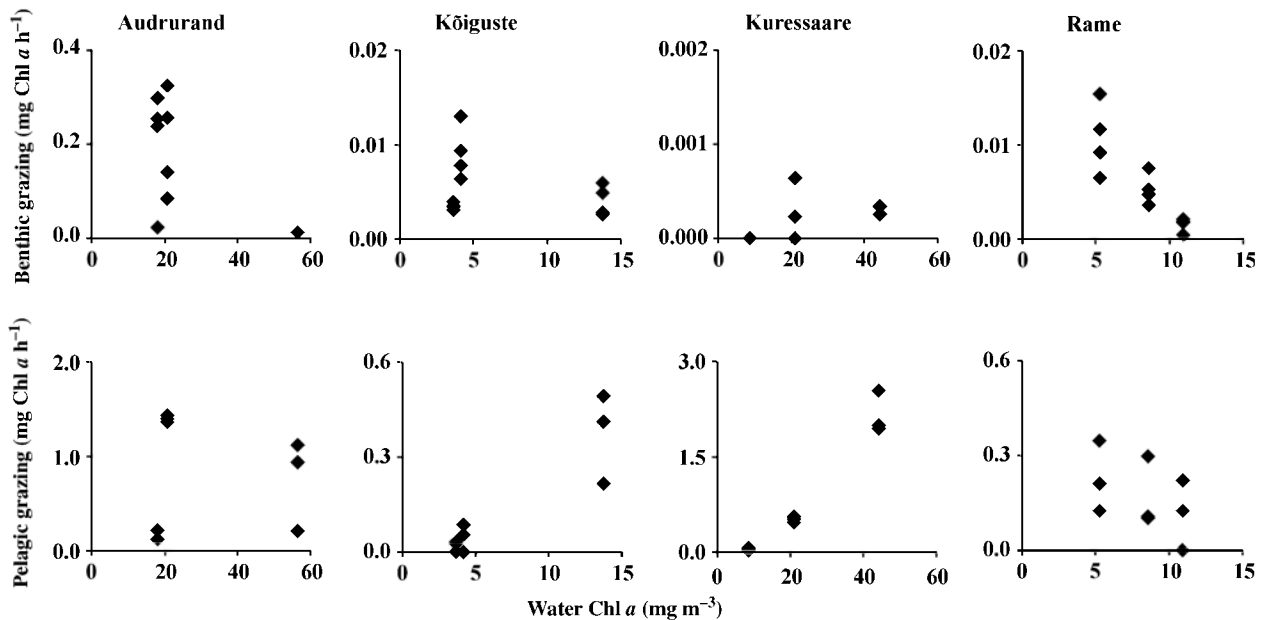 Audrurand Kõiguste Kuressaare Rame
Benthic grazing (mg Chl a h⁻¹)
0.4 0.02 0.002 0.02
0.2 0.01 0.001 0.01
0.0 0.00 0.000 0.00
0 20 40 60 0 5 10 15 0 20 40 60 0 5 10 15
Pelagic grazing (mg Chl a h⁻¹)
2.0 0.6 3.0 0.6
1.0 0.3 1.5 0.3
0.0 0.0 0.0 0.0
0 20 40 60 0 5 10 15 0 20 40 60 0 5 10 15
Water Chl a (mg m⁻³)